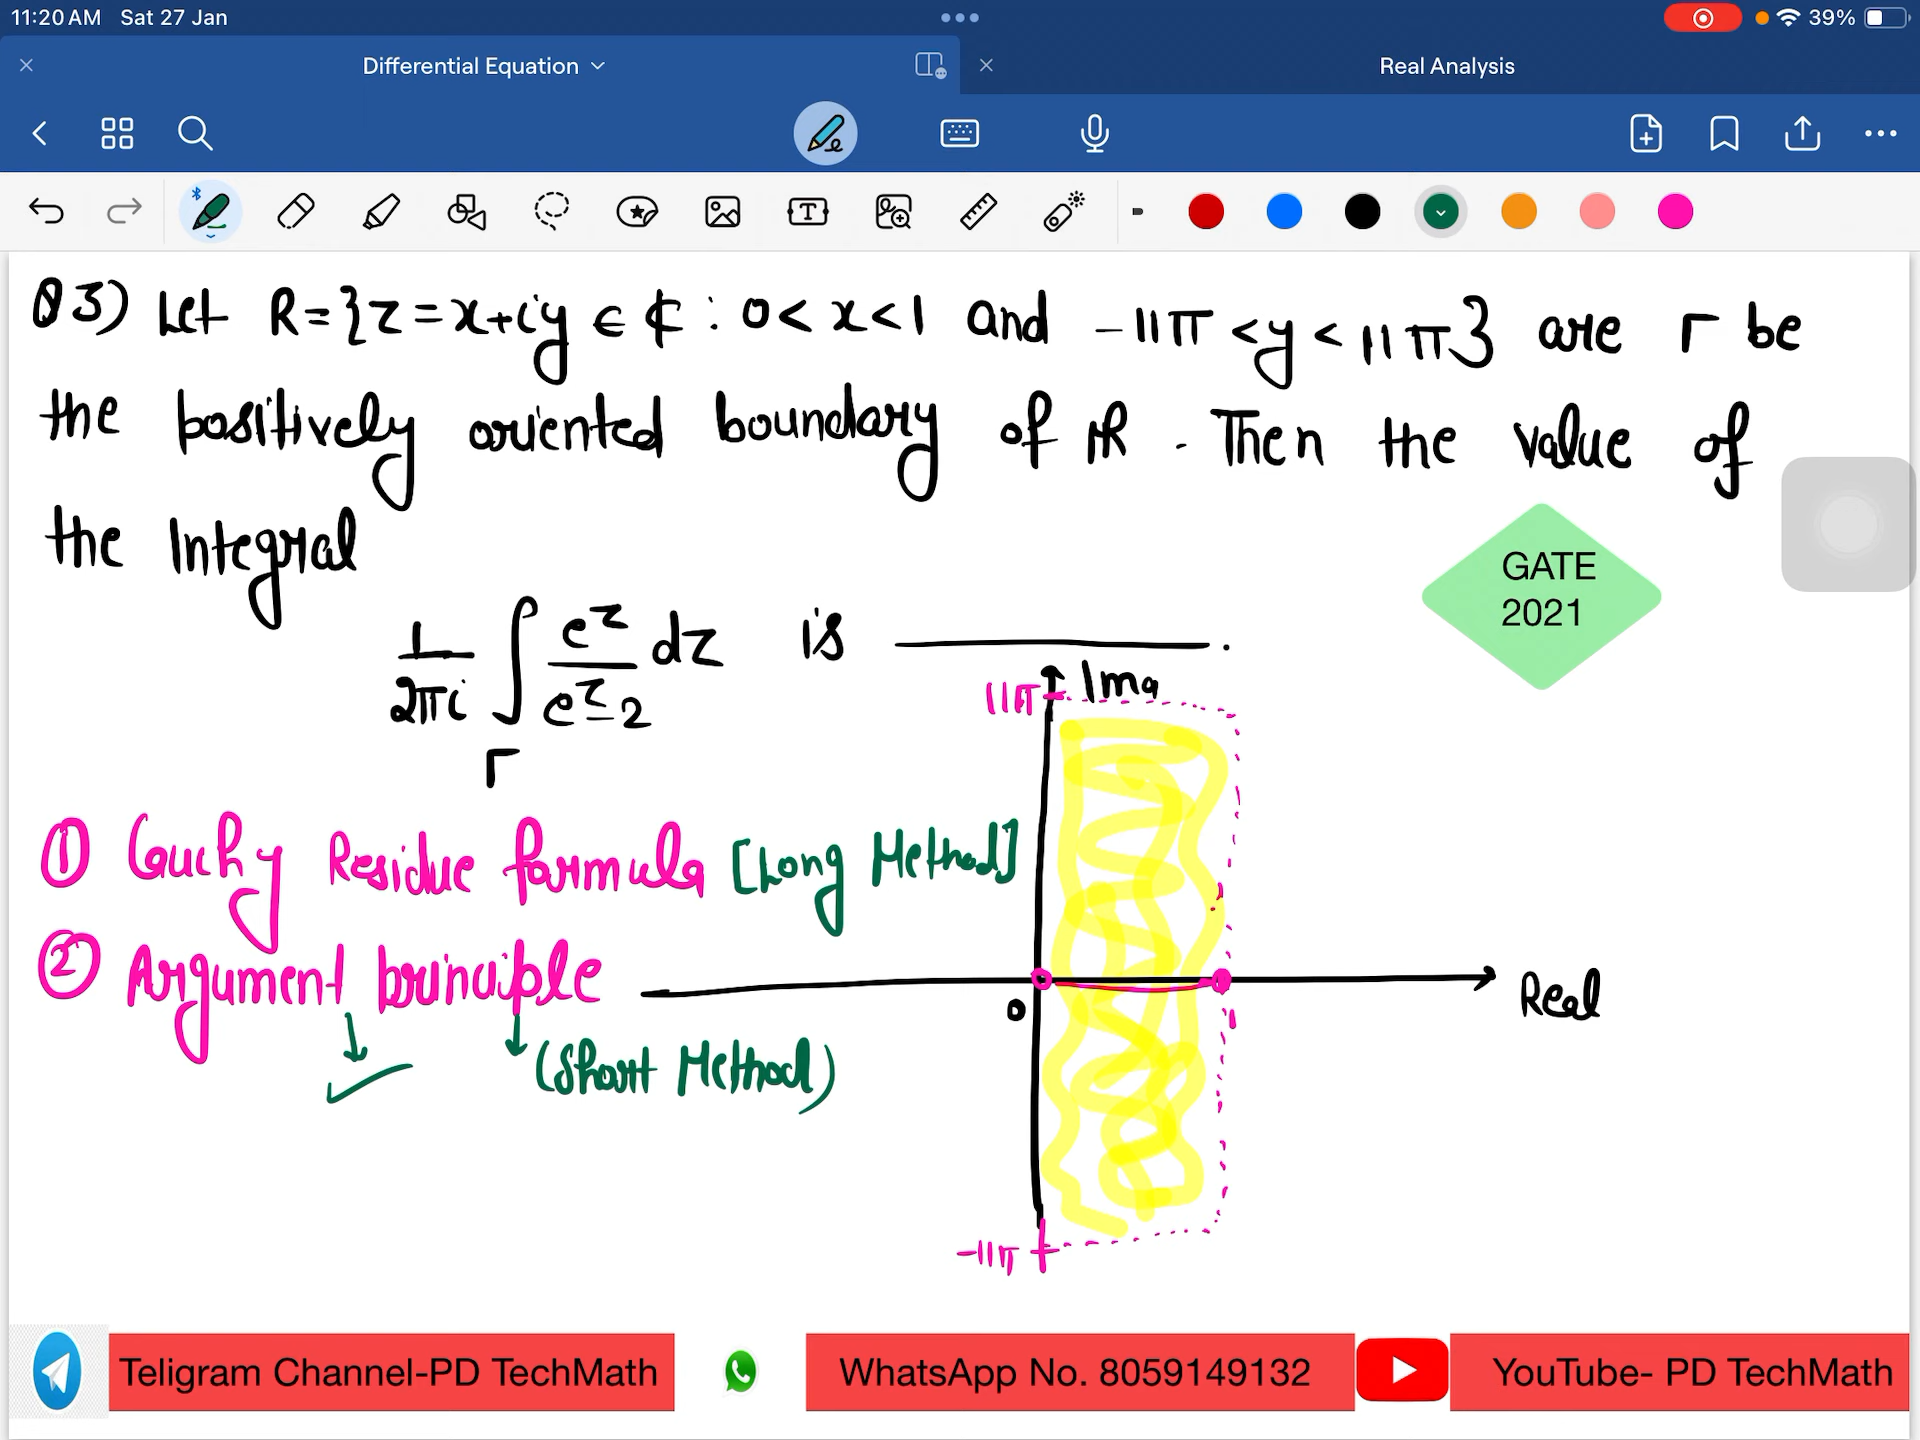 11:20 AM Sat 27 Jan
39%
Differential Equation
Real Analysis
Q3) Let R = {z = x+iy ∈ ₵ : 0 < x < 1 and -11π < y < 11π} are Γ be
the positively oriented boundary of R. Then the value of
the Integral
GATE
2021
1/2πi ∫Γ e^z/(e^z-2) dz is ______.
11π
Img
① Cauchy Residue formula [Long Method]
② Argument principle
0
Real
(Short Method)
-11π
Teligram Channel-PD TechMath
WhatsApp No. 8059149132
YouTube- PD TechMath